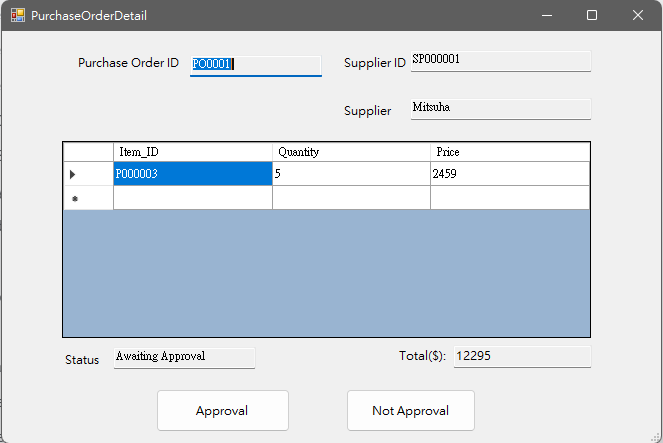 PurchaseOrderDetail
Purchase Order ID PO0001 Supplier ID SP000001
Supplier Mitsuha
Item_ID Quantity Price
P000003 5 2459
Status Awaiting Approval Total($): 12295
Approval Not Approval